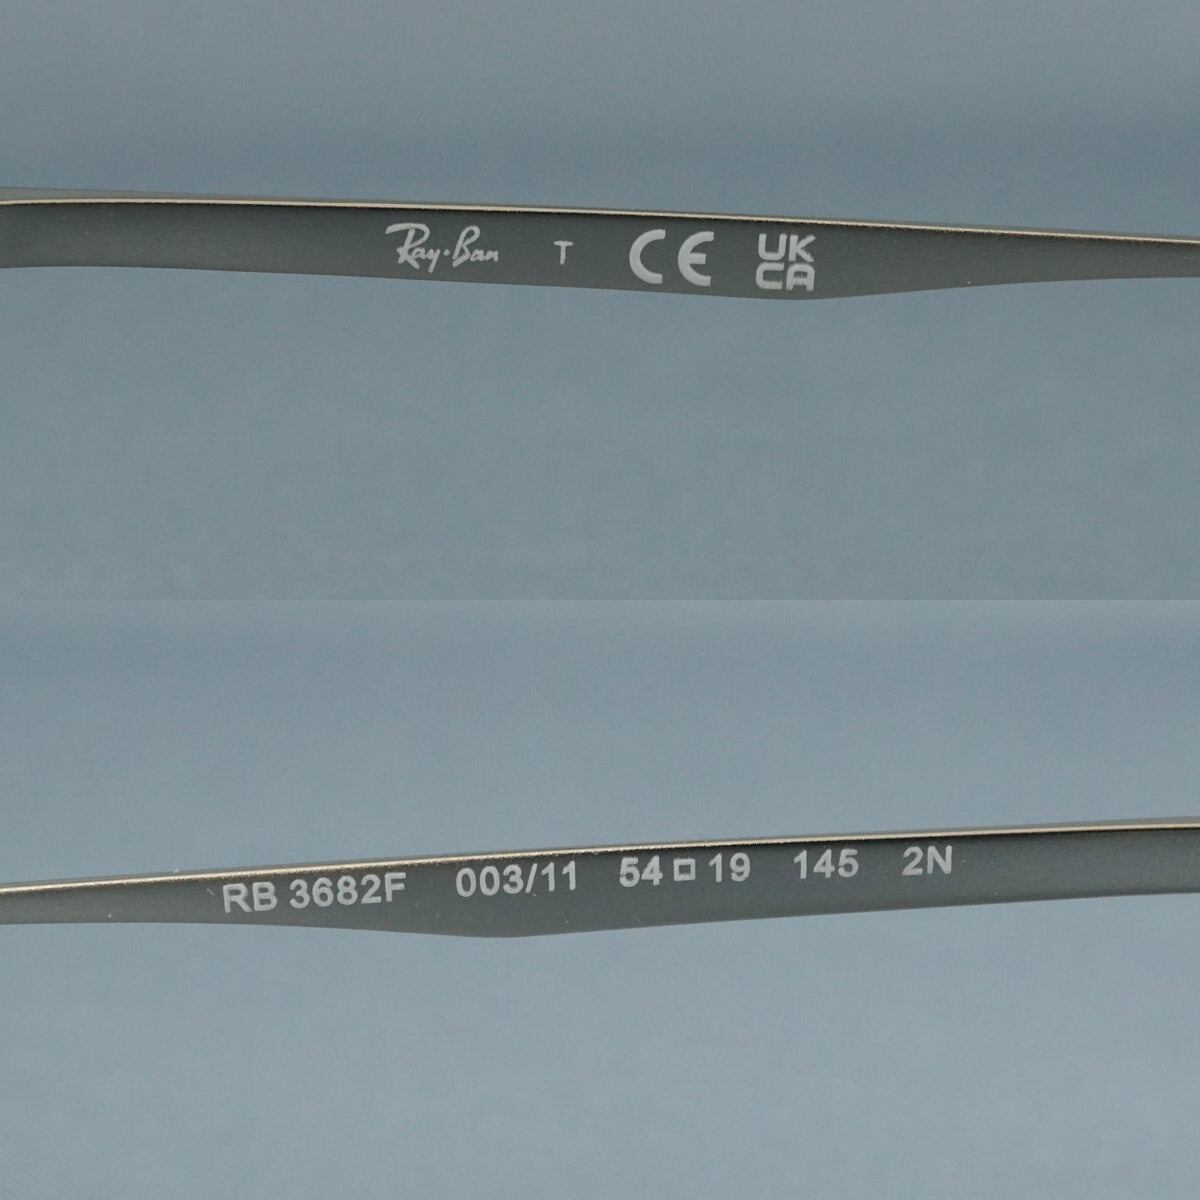 Ray-Ban T CE UK
CA
RB 3682F 003/11 54□19 145 2N